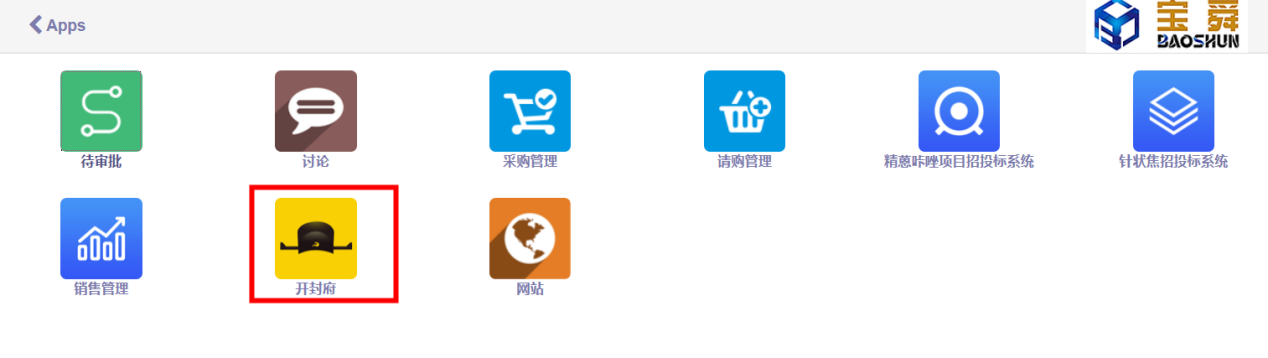 Apps
宝舜
BAOSHUN
待审批
讨论
采购管理
请购管理
精蒽咔唑项目招投标系统
针状焦招投标系统
销售管理
开封府
网站